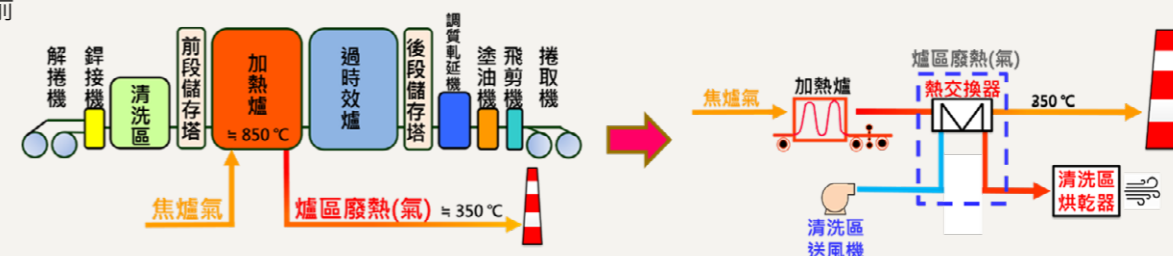 前
解捲機
銲接機
清洗區
前段儲存塔
加熱爐
≒ 850 ℃
過時效爐
後段儲存塔
調質軋延機
塗油機
飛剪機
捲取機
焦爐氣
爐區廢熱(氣) ≒ 350 ℃
爐區廢熱(氣)
焦爐氣
加熱爐
熱交換器
350 ℃
清洗區
送風機
清洗區
烘乾器